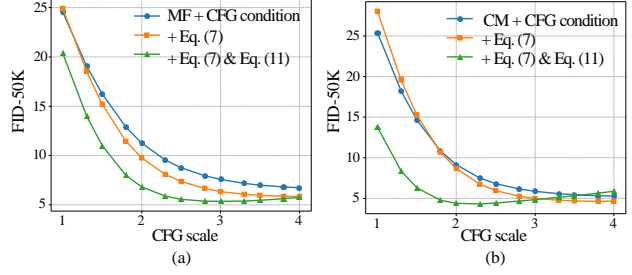 25
20
15
10
5
FID-50K
MF + CFG condition
+ Eq. (7)
+ Eq. (7) & Eq. (11)
1 2 3 4
CFG scale
(a)
25
20
15
10
5
0
FID-50K
CM + CFG condition
+ Eq. (7)
+ Eq. (7) & Eq. (11)
1 2 3 4
CFG scale
(b)